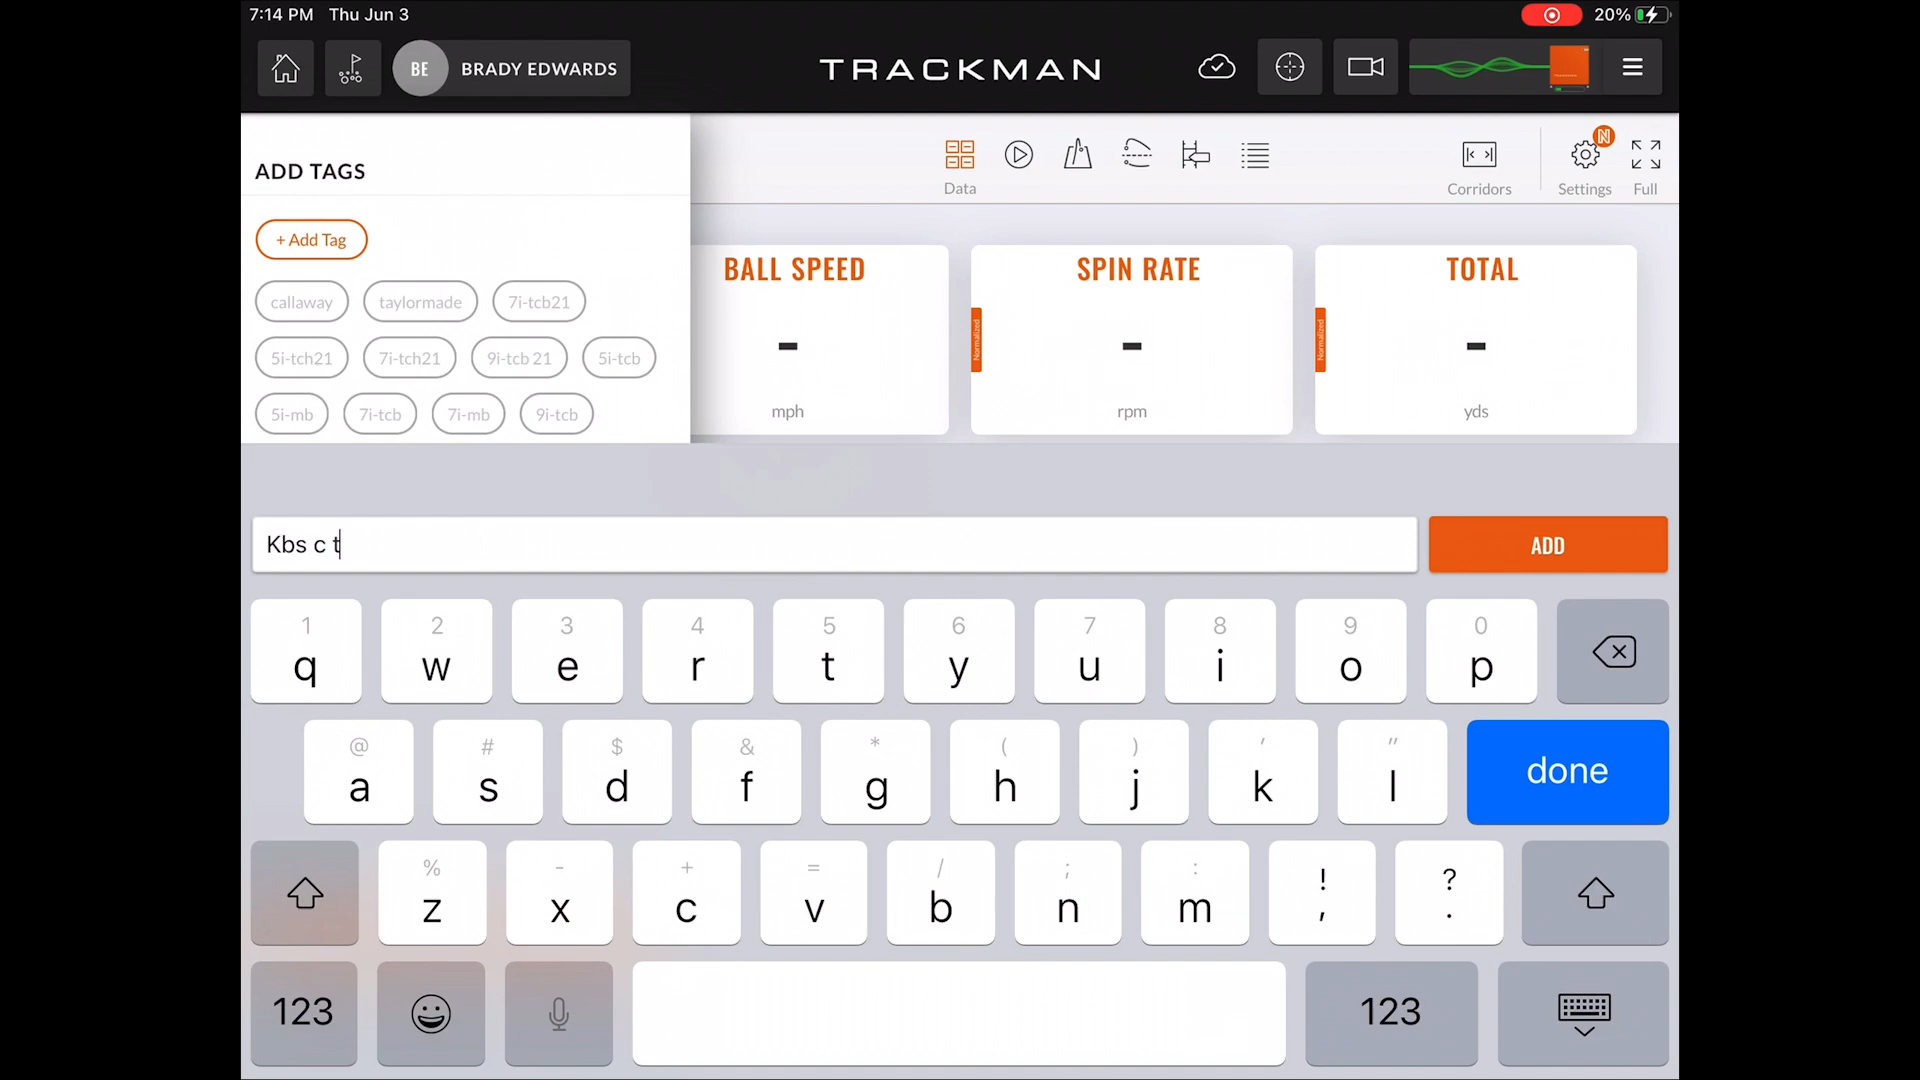 7:14 PM Thu Jun 3
20%
BE BRADY EDWARDS
TRACKMAN
ADD TAGS
+ Add Tag
callaway taylormade 7i-tcb21
5i-tch21 7i-tch21 9i-tcb 21 5i-tcb
5i-mb 7i-tcb 7i-mb 9i-tcb
Data
Corridors
N
Settings
Full
BALL SPEED
-
mph
SPIN RATE
Normalized
-
rpm
TOTAL
Normalized
-
yds
Kbs c t
ADD
1 2 3 4 5 6 7 8 9 0
q w e r t y u i o p
@ # $ & * ( ) ' "
a s d f g h j k l done
% - + = / ; : ! ?
z x c v b n m , .
123 123